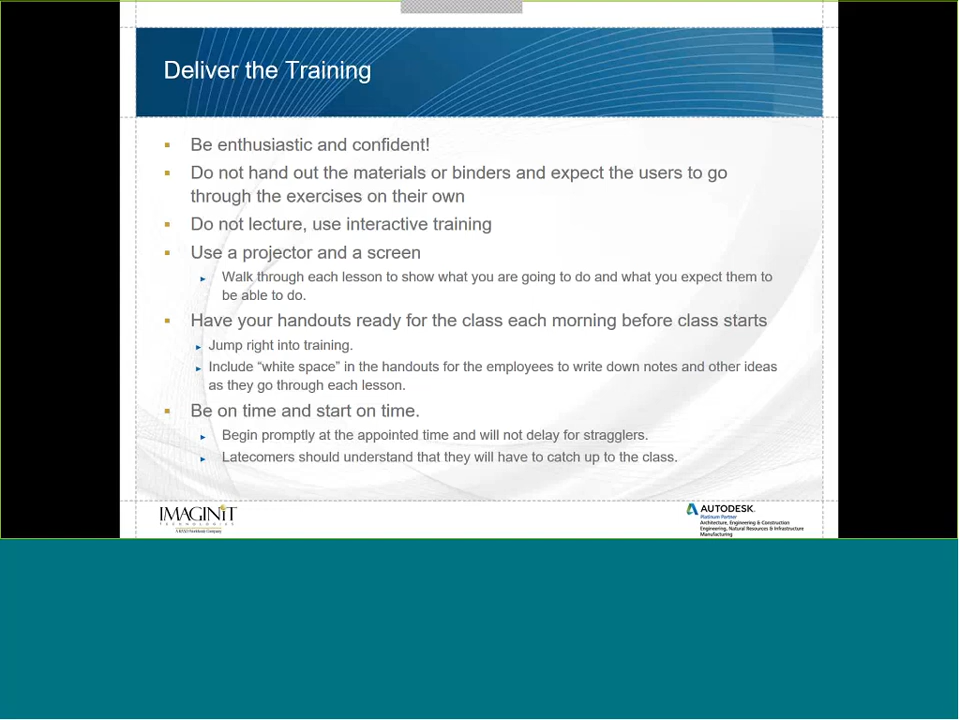 Deliver the Training
Be enthusiastic and confident!
Do not hand out the materials or binders and expect the users to go
through the exercises on their own
Do not lecture, use interactive training
Use a projector and a screen
Walk through each lesson to show what you are going to do and what you expect them to
be able to do.
Have your handouts ready for the class each morning before class starts
Jump right into training.
Include “white space” in the handouts for the employees to write down notes and other ideas
as they go through each lesson.
Be on time and start on time.
Begin promptly at the appointed time and will not delay for stragglers.
Latecomers should understand that they will have to catch up to the class.
IMAGINiT
TECHNOLOGIES
AUTODESK.
Platinum Partner
Architecture, Engineering & Construction
Engineering, Natural Resources & Infrastructure
Manufacturing